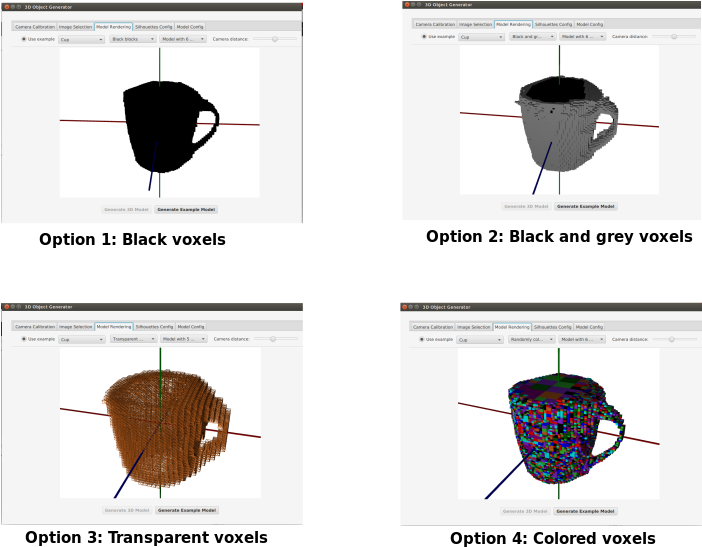 3D Object Generator
Camera Calibration Image Selection Model Rendering Silhouettes Config Model Config
Use example Cup Black blocks Model with 6 ... Camera distance:
Generate 3D Model Generate Example Model
Option 1: Black voxels
3D Object Generator
Camera Calibration Image Selection Model Rendering Silhouettes Config Model Config
Use example Cup Black and gr... Model with 6 ... Camera distance:
Generate 3D Model Generate Example Model
Option 2: Black and grey voxels
3D Object Generator
Camera Calibration Image Selection Model Rendering Silhouettes Config Model Config
Use example Cup Transparent ... Model with 5 ... Camera distance:
Generate 3D Model Generate Example Model
Option 3: Transparent voxels
3D Object Generator
Camera Calibration Image Selection Model Rendering Silhouettes Config Model Config
Use example Cup Randomly col... Model with 6 ... Camera distance:
Generate 3D Model Generate Example Model
Option 4: Colored voxels